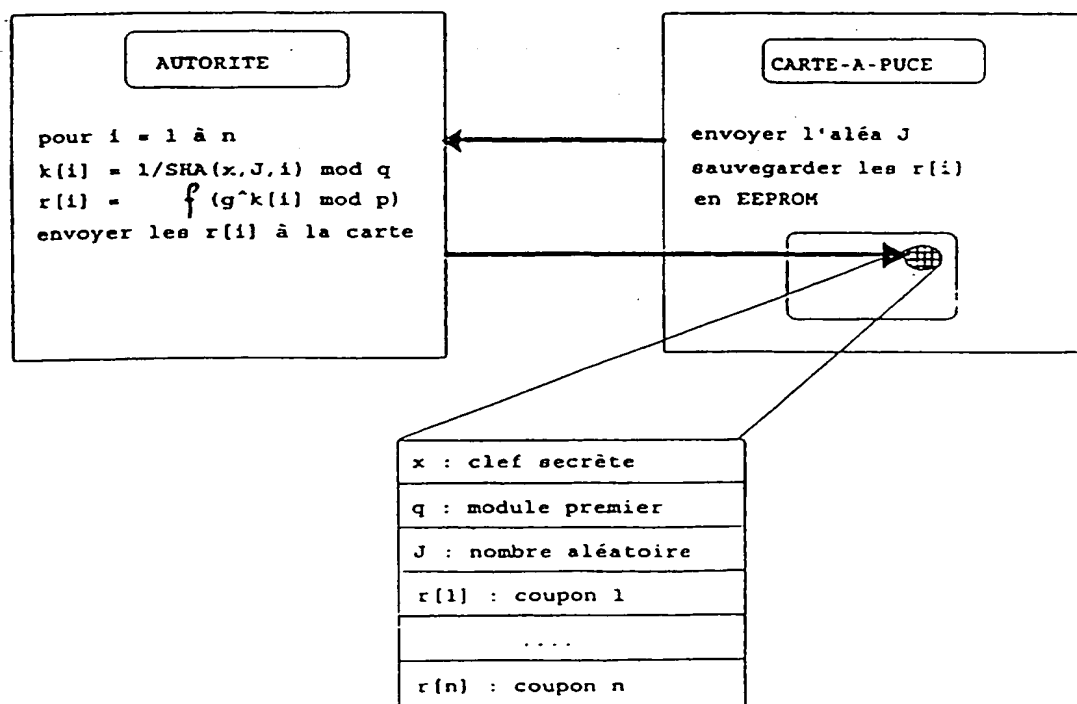 AUTORITE
pour i = 1 à n
k[i] = 1/SHA(x,J,i) mod q
r[i] = f (g^k[i] mod p)
envoyer les r[i] à la carte
CARTE-A-PUCE
envoyer l'aléa J
sauvegarder les r[i]
en EEPROM
x : clef secrète
q : module premier
J : nombre aléatoire
r[1] : coupon 1
....
r[n] : coupon n